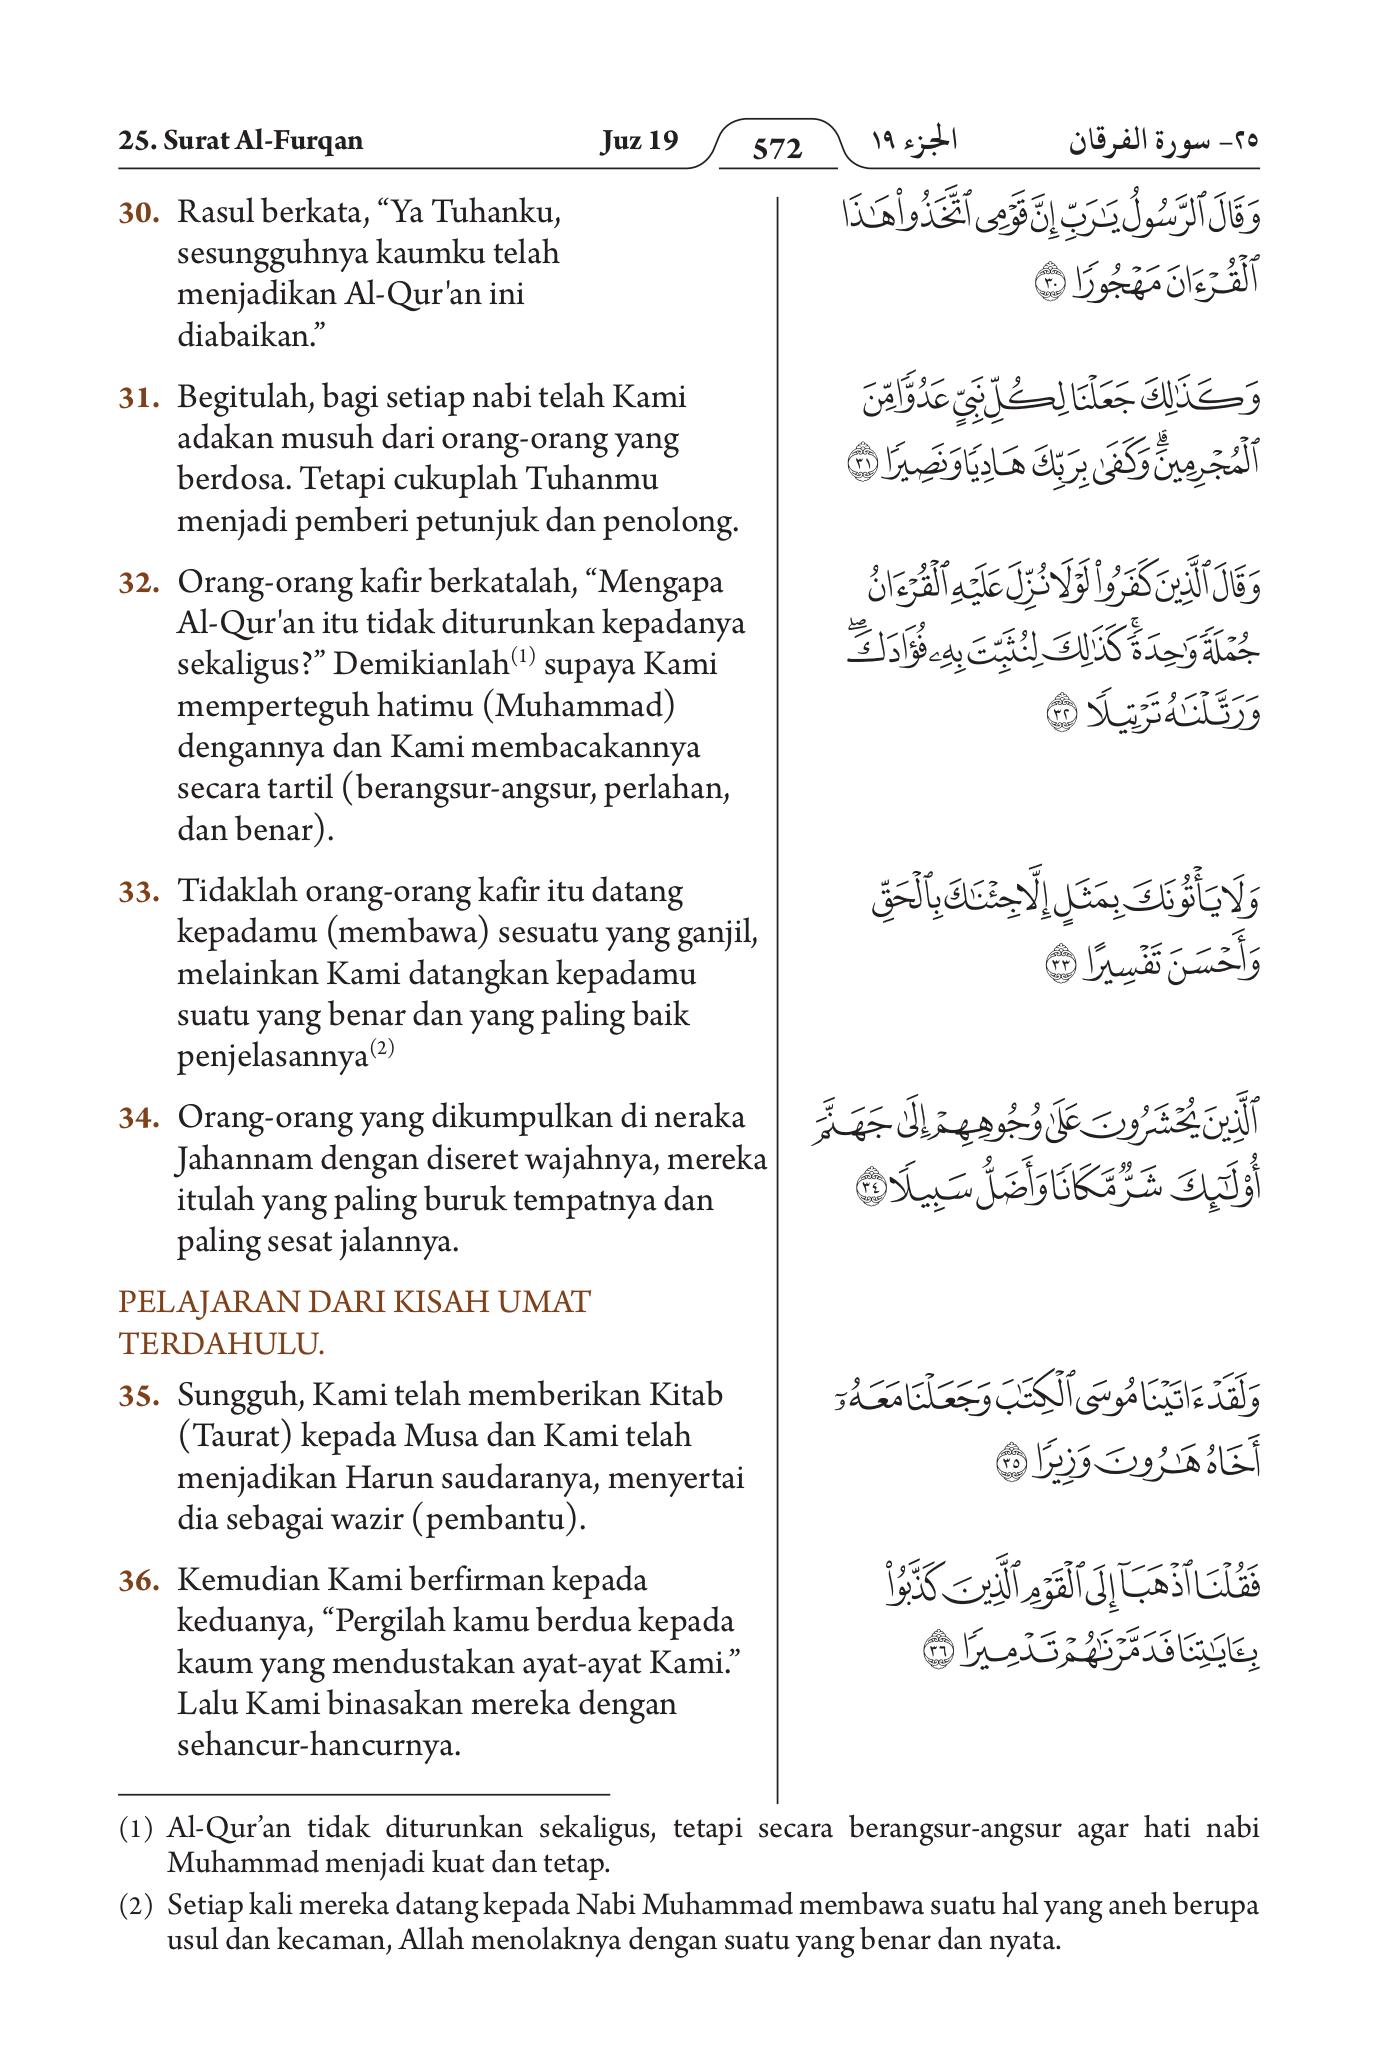 25. Surat Al-Furqan
Juz 19
572
الجزء ١٩
٢٥- سورة الفرقان
30. Rasul berkata, “Ya Tuhanku,
sesungguhnya kaumku telah
menjadikan Al-Qur'an ini
diabaikan.”
31. Begitulah, bagi setiap nabi telah Kami
adakan musuh dari orang-orang yang
berdosa. Tetapi cukuplah Tuhanmu
menjadi pemberi petunjuk dan penolong.
32. Orang-orang kafir berkatalah, “Mengapa
Al-Qur'an itu tidak diturunkan kepadanya
sekaligus?” Demikianlah(1) supaya Kami
memperteguh hatimu (Muhammad)
dengannya dan Kami membacakannya
secara tartil (berangsur-angsur, perlahan,
dan benar).
33. Tidaklah orang-orang kafir itu datang
kepadamu (membawa) sesuatu yang ganjil,
melainkan Kami datangkan kepadamu
suatu yang benar dan yang paling baik
penjelasannya(2)
34. Orang-orang yang dikumpulkan di neraka
Jahannam dengan diseret wajahnya, mereka
itulah yang paling buruk tempatnya dan
paling sesat jalannya.
PELAJARAN DARI KISAH UMAT
TERDAHULU.
35. Sungguh, Kami telah memberikan Kitab
(Taurat) kepada Musa dan Kami telah
menjadikan Harun saudaranya, menyertai
dia sebagai wazir (pembantu).
36. Kemudian Kami berfirman kepada
keduanya, “Pergilah kamu berdua kepada
kaum yang mendustakan ayat-ayat Kami.”
Lalu Kami binasakan mereka dengan
sehancur-hancurnya.
وَقَالَ ٱلرَّسُولُ يَٰرَبِّ إِنَّ قَوْمِى ٱتَّخَذُوا۟ هَٰذَا
ٱلْقُرْءَانَ مَهْجُورًا ٣٠
وَكَذَٰلِكَ جَعَلْنَا لِكُلِّ نَبِىٍّ عَدُوًّا مِّنَ
ٱلْمُجْرِمِينَ ۗ وَكَفَىٰ بِرَبِّكَ هَادِيًا وَنَصِيرًا ٣١
وَقَالَ ٱلَّذِينَ كَفَرُوا۟ لَوْلَا نُزِّلَ عَلَيْهِ ٱلْقُرْءَانُ
جُمْلَةً وَٰحِدَةً ۚ كَذَٰلِكَ لِنُثَبِّتَ بِهِۦ فُؤَادَكَ ۖ
وَرَتَّلْنَٰهُ تَرْتِيلًا ٣٢
وَلَا يَأْتُونَكَ بِمَثَلٍ إِلَّا جِئْنَٰكَ بِٱلْحَقِّ
وَأَحْسَنَ تَفْسِيرًا ٣٣
ٱلَّذِينَ يُحْشَرُونَ عَلَىٰ وُجُوهِهِمْ إِلَىٰ جَهَنَّمَ
أُو۟لَٰٓئِكَ شَرٌّ مَّكَانًا وَأَضَلُّ سَبِيلًا ٣٤
وَلَقَدْ ءَاتَيْنَا مُوسَى ٱلْكِتَٰبَ وَجَعَلْنَا مَعَهُۥٓ
أَخَاهُ هَٰرُونَ وَزِيرًا ٣٥
فَقُلْنَا ٱذْهَبَآ إِلَى ٱلْقَوْمِ ٱلَّذِينَ كَذَّبُوا۟
بِـَٔايَٰتِنَا فَدَمَّرْنَٰهُمْ تَدْمِيرًا ٣٦
(1) Al-Qur’an tidak diturunkan sekaligus, tetapi secara berangsur-angsur agar hati nabi
Muhammad menjadi kuat dan tetap.
(2) Setiap kali mereka datang kepada Nabi Muhammad membawa suatu hal yang aneh berupa
usul dan kecaman, Allah menolaknya dengan suatu yang benar dan nyata.